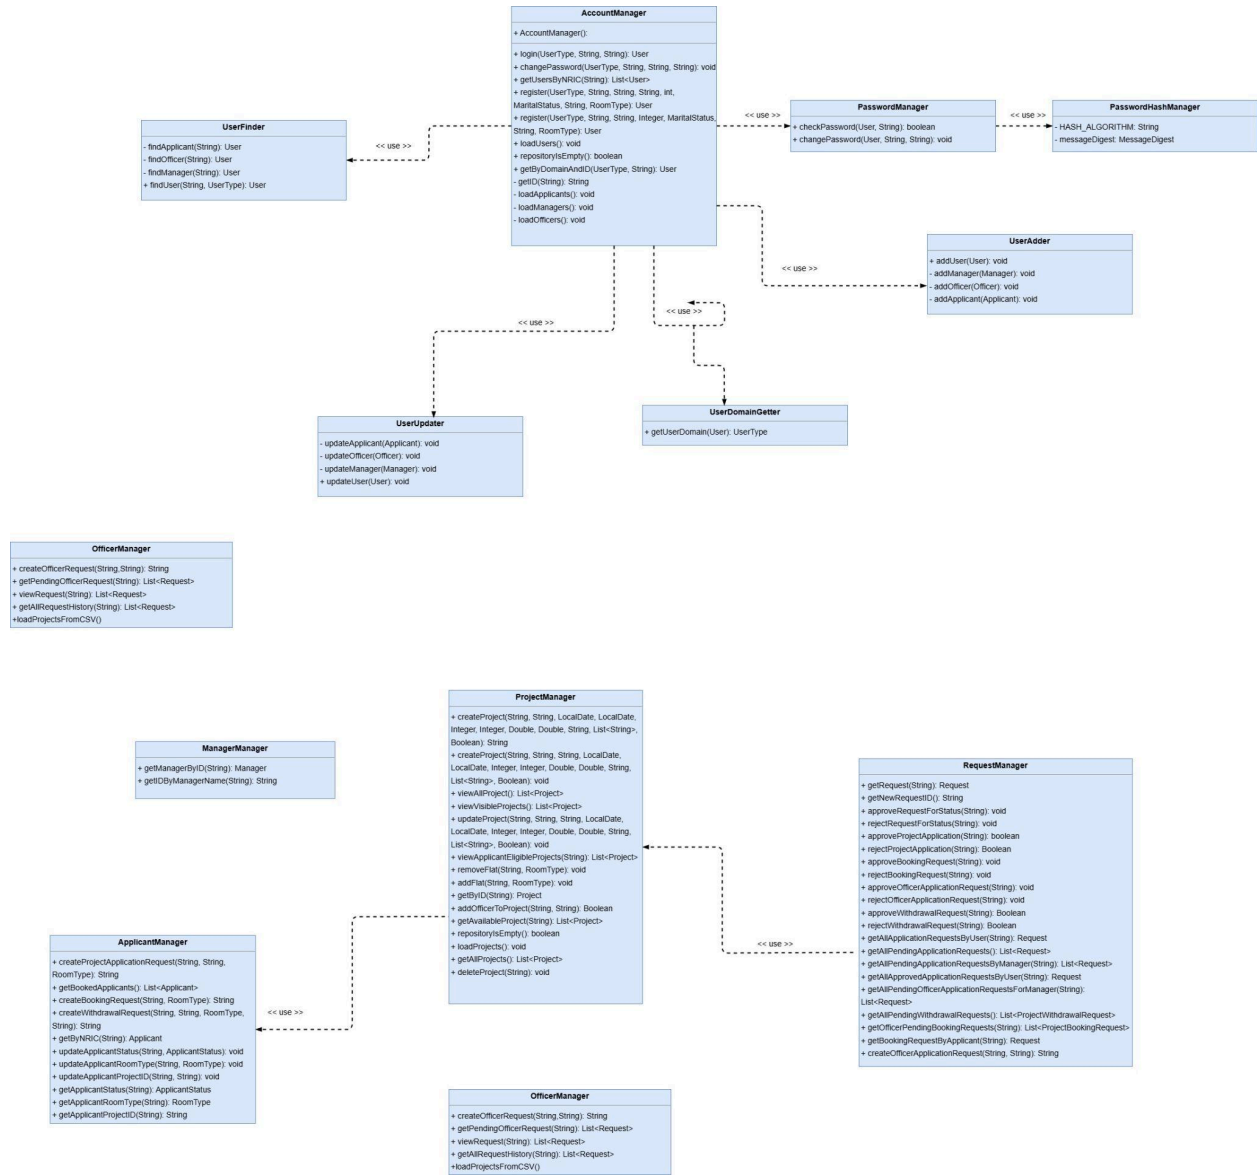 AccountManager
+ AccountManager():
+ login(UserType, String, String): User
+ changePassword(UserType, String, String, String): void
+ getUsersByNRIC(String): List<User>
+ register(UserType, String, String, String, int,
MaritalStatus, String, RoomType): User
+ register(UserType, String, String, Integer, MaritalStatus,
String, RoomType): User
+ loadUsers(): void
+ repositoryIsEmpty(): boolean
+ getByDomainAndID(UserType, String): User
- getID(String): String
- loadApplicants(): void
- loadManagers(): void
- loadOfficers(): void
UserFinder
- findApplicant(String): User
- findOfficer(String): User
- findManager(String): User
+ findUser(String, UserType): User
<< use >>
<< use >>
PasswordManager
+ checkPassword(User, String): boolean
+ changePassword(User, String, String): void
<< use >>
PasswordHashManager
- HASH_ALGORITHM: String
- messageDigest: MessageDigest
<< use >>
UserAdder
+ addUser(User): void
- addManager(Manager): void
- addOfficer(Officer): void
- addApplicant(Applicant): void
<< use >>
<< use >>
UserUpdater
- updateApplicant(Applicant): void
- updateOfficer(Officer): void
- updateManager(Manager): void
+ updateUser(User): void
UserDomainGetter
+ getUserDomain(User): UserType
OfficerManager
+ createOfficerRequest(String,String): String
+ getPendingOfficerRequest(String): List<Request>
+ viewRequest(String): List<Request>
+ getAllRequestHistory(String): List<Request>
+loadProjectsFromCSV()
ManagerManager
+ getManagerByID(String): Manager
+ getIDByManagerName(String): String
ProjectManager
+ createProject(String, String, LocalDate, LocalDate,
Integer, Integer, Double, Double, String, List<String>,
Boolean): String
+ createProject(String, String, String, LocalDate,
LocalDate, Integer, Integer, Double, Double, String,
List<String>, Boolean): void
+ viewAllProject(): List<Project>
+ viewVisibleProjects(): List<Project>
+ updateProject(String, String, String, LocalDate,
LocalDate, Integer, Integer, Double, Double, String,
List<String>, Boolean): void
+ viewApplicantEligibleProjects(String): List<Project>
+ removeFlat(String, RoomType): void
+ addFlat(String, RoomType): void
+ getByID(String): Project
+ addOfficerToProject(String, String): Boolean
+ getAvailableProject(String): List<Project>
+ repositoryIsEmpty(): boolean
+ loadProjects(): void
+ getAllProjects(): List<Project>
+ deleteProject(String): void
<< use >>
RequestManager
+ getRequest(String): Request
+ getNewRequestID(): String
+ approveRequestForStatus(String): void
+ rejectRequestForStatus(String): void
+ approveProjectApplication(String): boolean
+ rejectProjectApplication(String): Boolean
+ approveBookingRequest(String): void
+ rejectBookingRequest(String): void
+ approveOfficerApplicationRequest(String): void
+ rejectOfficerApplicationRequest(String): void
+ approveWithdrawalRequest(String): Boolean
+ rejectWithdrawalRequest(String): Boolean
+ getAllApplicationRequestsByUser(String): Request
+ getAllPendingApplicationRequests(): List<Request>
+ getAllPendingApplicationRequestsByManager(String): List<Request>
+ getAllApprovedApplicationRequestsByUser(String): Request
+ getAllPendingOfficerApplicationRequestsForManager(String):
List<Request>
+ getAllPendingWithdrawalRequests(): List<ProjectWithdrawalRequest>
+ getOfficerPendingBookingRequests(String): List<ProjectBookingRequest>
+ getBookingRequestByApplicant(String): Request
+ createOfficerApplicationRequest(String, String): String
ApplicantManager
+ createProjectApplicationRequest(String, String,
RoomType): String
+ getBookedApplicants(): List<Applicant>
+ createBookingRequest(String, RoomType): String
+ createWithdrawalRequest(String, String, RoomType,
String): String
+ getByNRIC(String): Applicant
+ updateApplicantStatus(String, ApplicantStatus): void
+ updateApplicantRoomType(String, RoomType): void
+ updateApplicantProjectID(String, String): void
+ getApplicantStatus(String): ApplicantStatus
+ getApplicantRoomType(String): RoomType
+ getApplicantProjectID(String): String
<< use >>
OfficerManager
+ createOfficerRequest(String,String): String
+ getPendingOfficerRequest(String): List<Request>
+ viewRequest(String): List<Request>
+ getAllRequestHistory(String): List<Request>
+loadProjectsFromCSV()